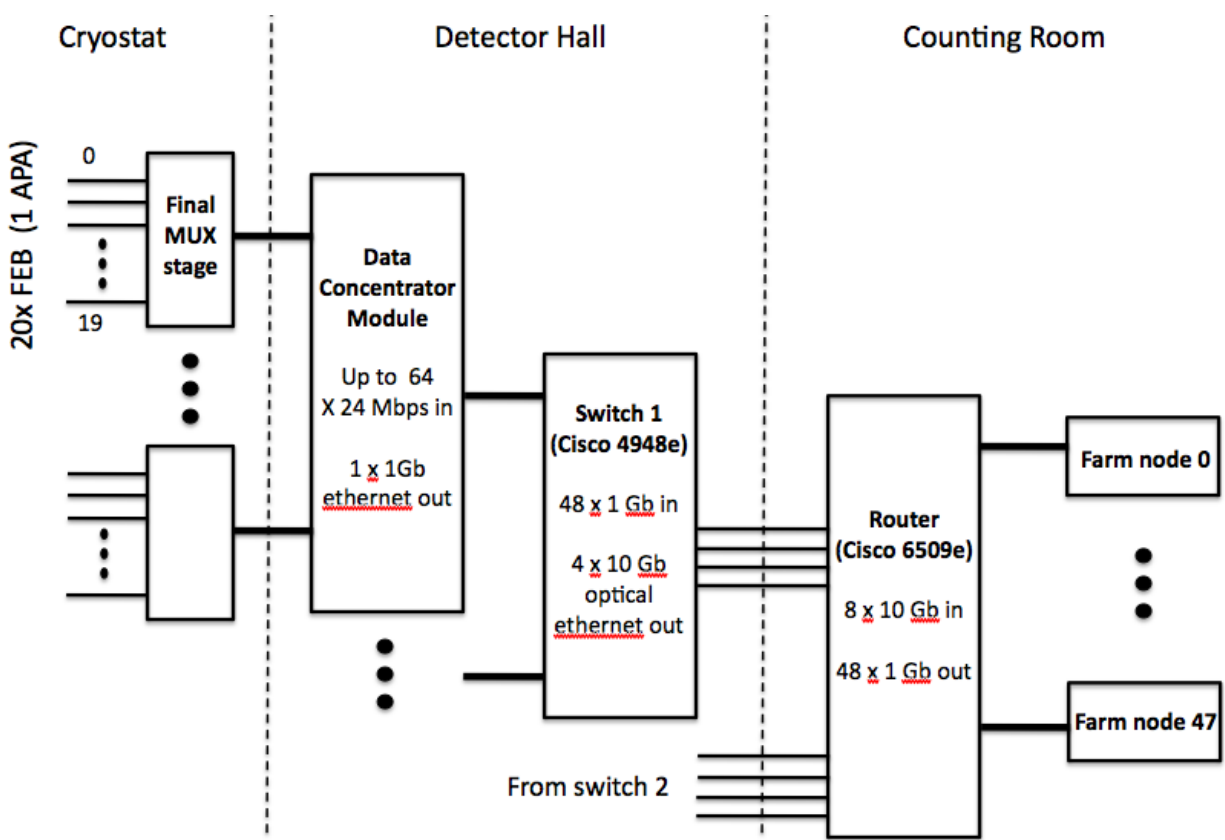 Cryostat
Detector Hall
Counting Room
20x FEB (1 APA)
0
19
Final
MUX
stage
Data
Concentrator
Module
Up to 64
X 24 Mbps in
1 x 1Gb
ethernet out
Switch 1
(Cisco 4948e)
48 x 1 Gb in
4 x 10 Gb
optical
ethernet out
From switch 2
Router
(Cisco 6509e)
8 x 10 Gb in
48 x 1 Gb out
Farm node 0
Farm node 47